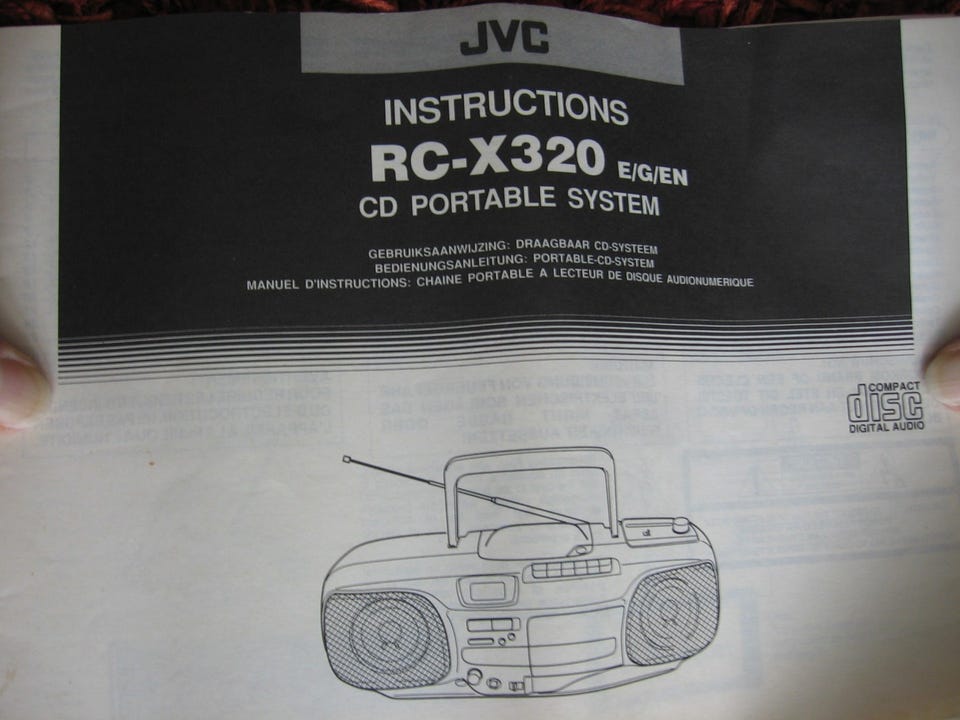 JVC
INSTRUCTIONS
RC-X320 E/G/EN
CD PORTABLE SYSTEM
GEBRUIKSAANWIJZING: DRAAGBAAR CD-SYSTEEM
BEDIENUNGSANLEITUNG: PORTABLE-CD-SYSTEM
MANUEL D'INSTRUCTIONS: CHAINE PORTABLE A LECTEUR DE DISQUE AUDIONUMERIQUE
COMPACT
disc
DIGITAL AUDIO